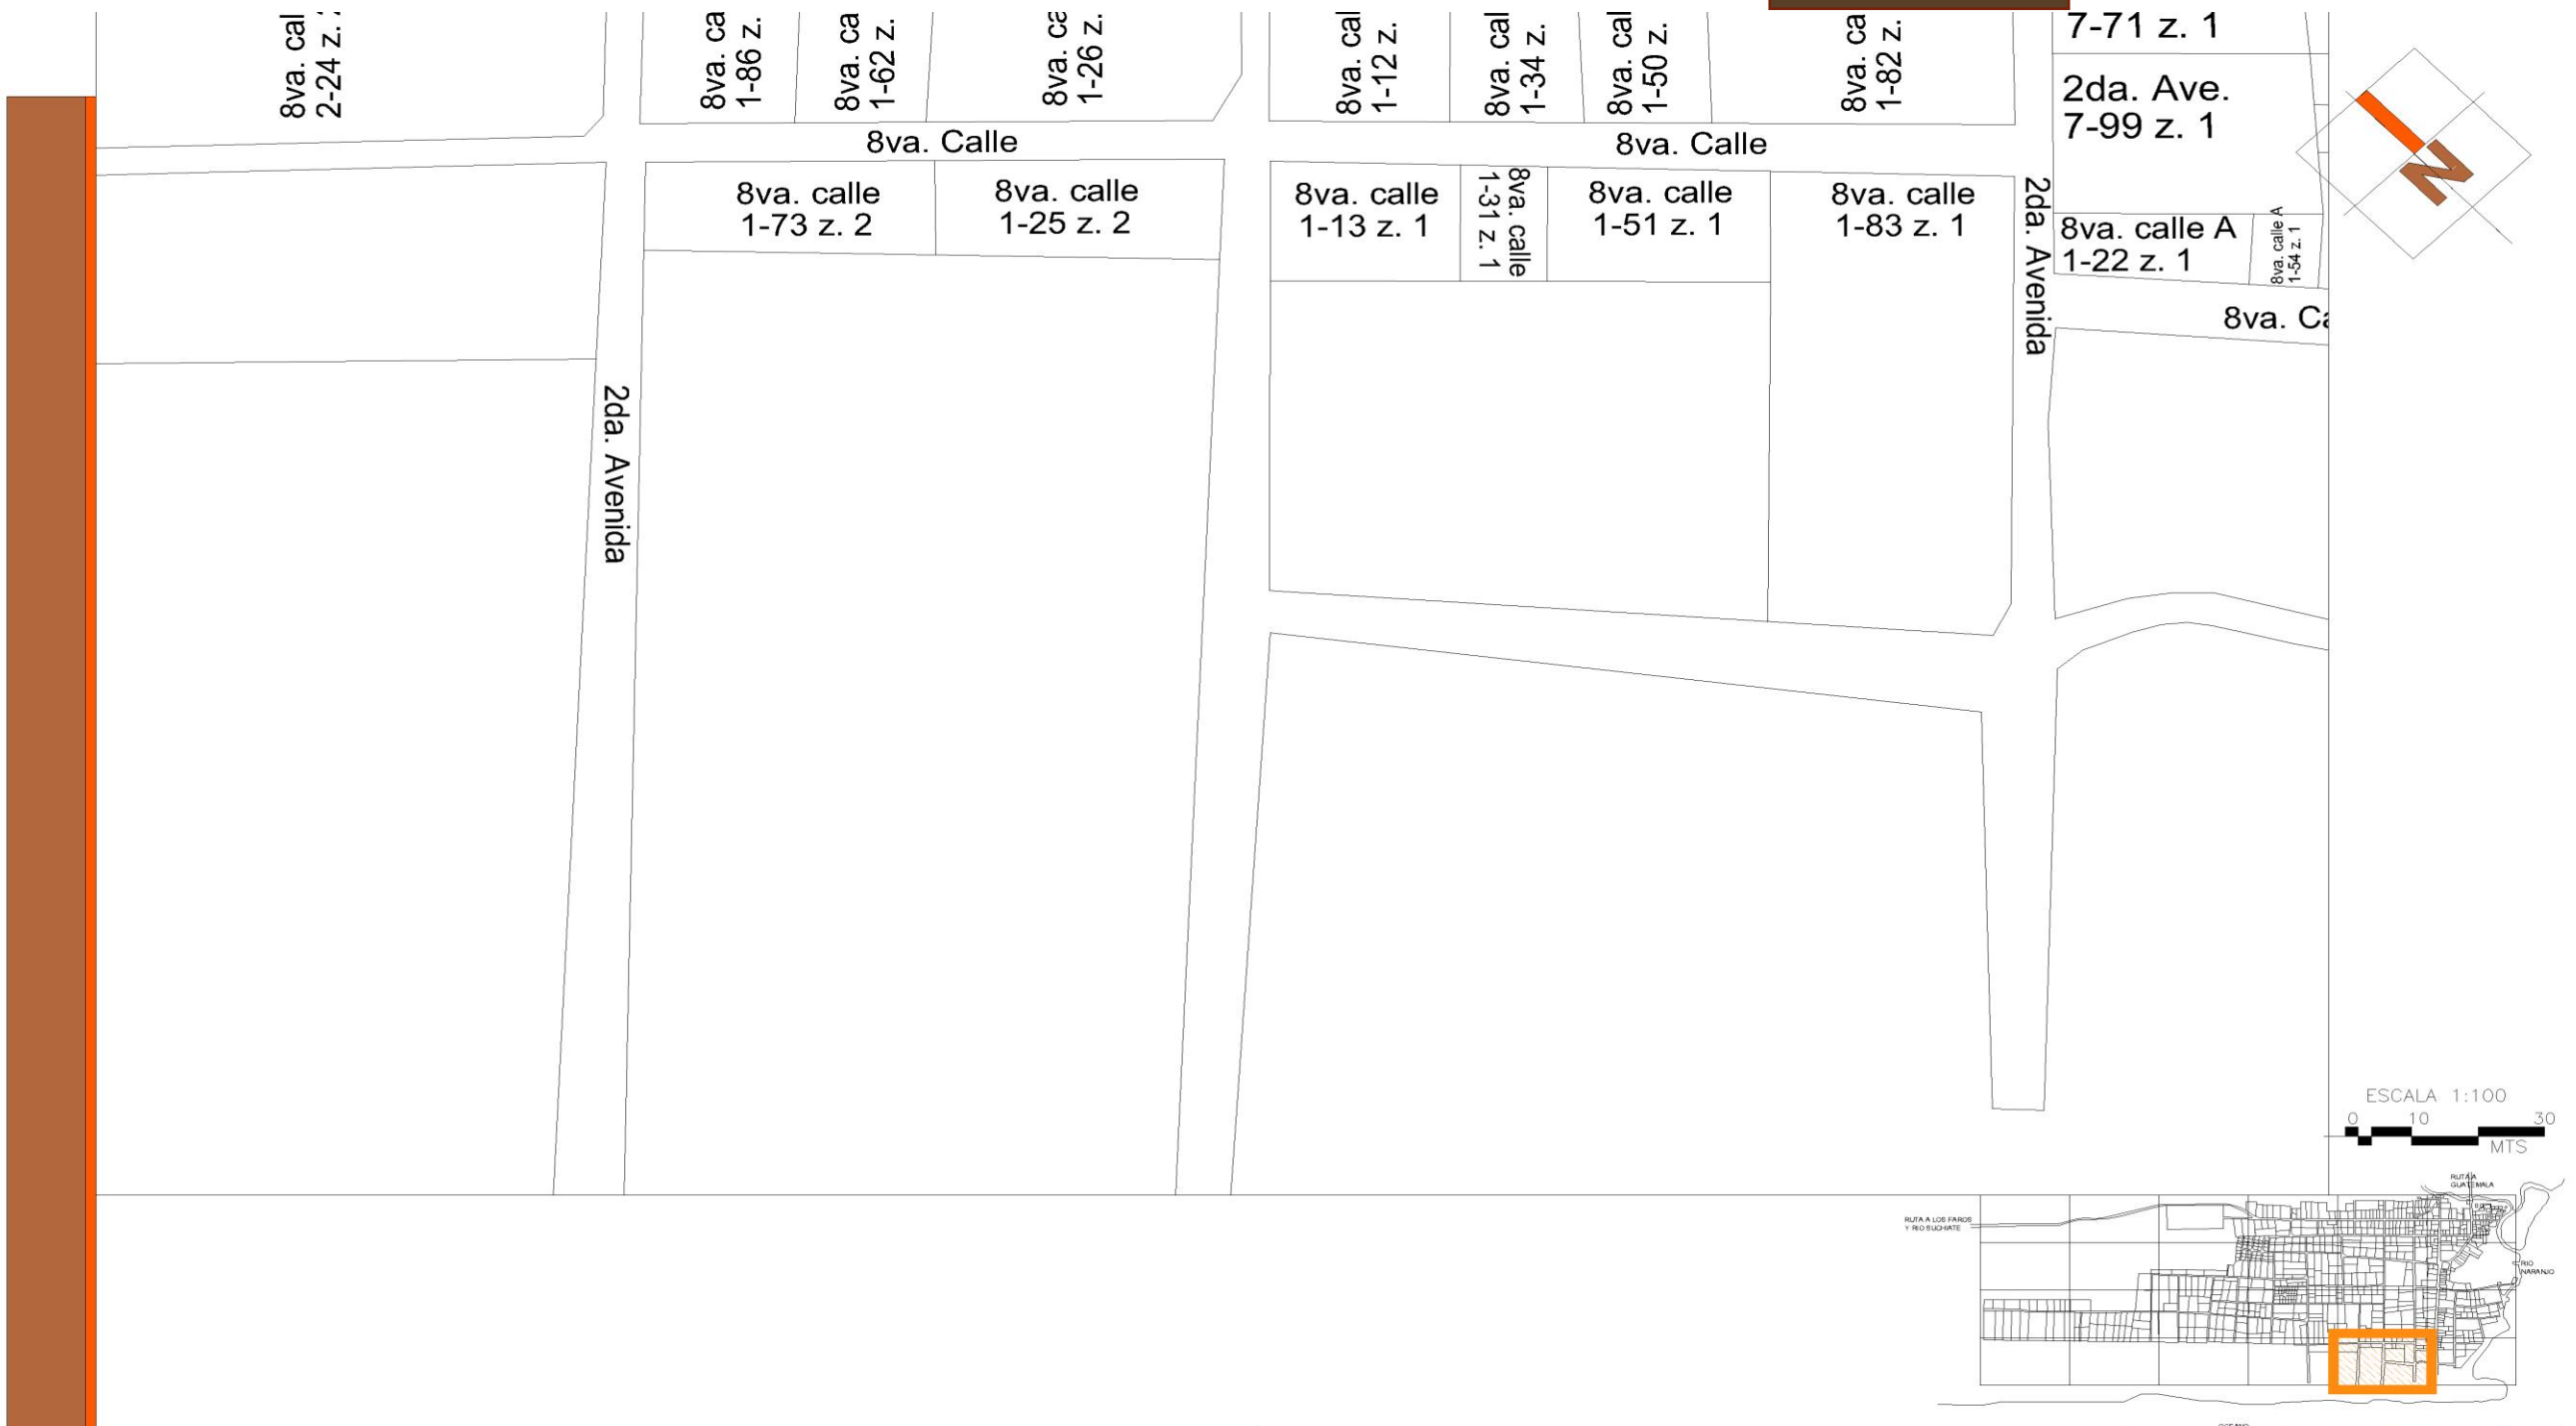 8va. cal
2-24 z.
8va. ca
1-86 z.
8va. ca
1-62 z.
8va. ca
1-26 z.
8va. cal
1-12 z.
8va. cal
1-34 z.
8va. cal
1-50 z.
8va. ca
1-82 z.
7-71 z. 1
2da. Ave.
7-99 z. 1
8va. Calle
8va. Calle
8va. calle
1-73 z. 2
8va. calle
1-25 z. 2
8va. calle
1-13 z. 1
8va. calle
1-31 z. 1
8va. calle
1-51 z. 1
8va. calle
1-83 z. 1
2da. Avenida
8va. calle A
1-22 z. 1
8va. calle A
1-54 z. 1
8va. Ca
2da. Avenida
N
ESCALA 1:100
0 10 30
MTS
RUTA A
GUATEMALA
RUTA A LOS FAROS
Y RIO SUCHIATE
RIO
NARANJO